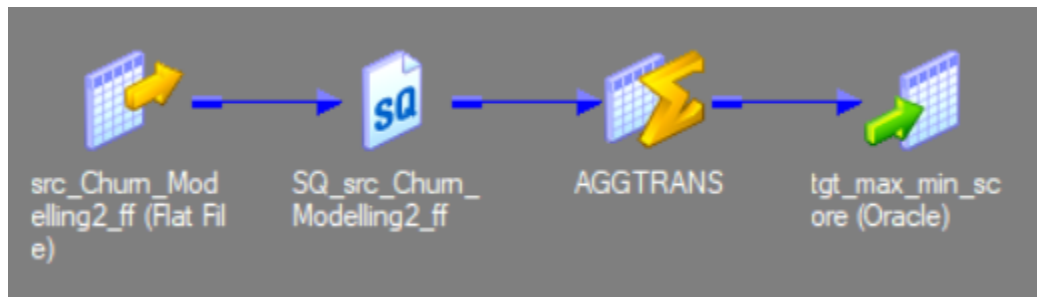 SQ
src_Churn_Mod
elling2_ff (Flat Fil
e)
SQ_src_Churn_
Modelling2_ff
AGGTRANS
tgt_max_min_sc
ore (Oracle)